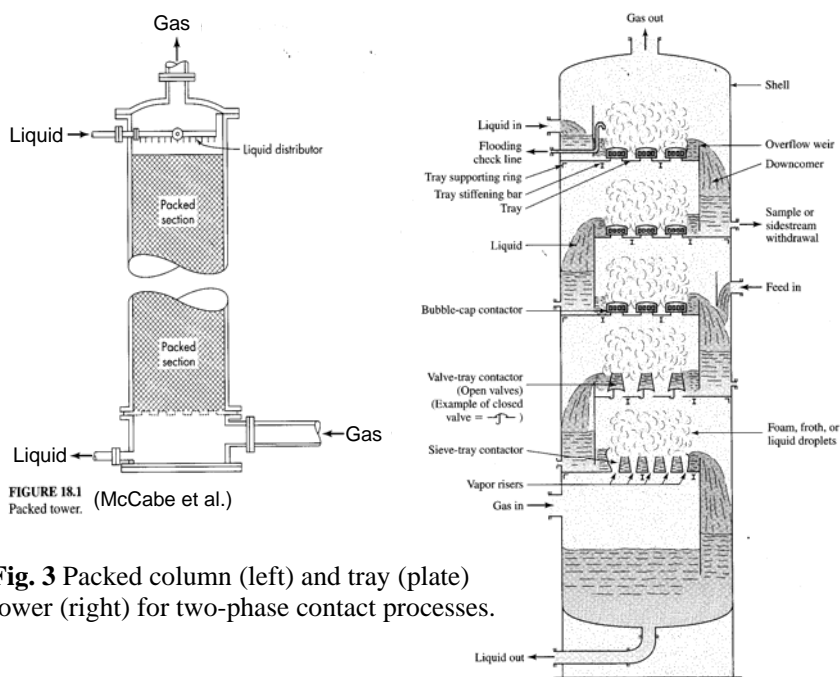 Gas
Liquid
Liquid distributor
Packed
section
Packed
section
Gas
Liquid
FIGURE 18.1
Packed tower.
(McCabe et al.)
Fig. 3 Packed column (left) and tray (plate)
tower (right) for two-phase contact processes.
Gas out
Shell
Liquid in
Flooding
check line
Tray supporting ring
Tray stiffening bar
Tray
Overflow weir
Downcomer
Liquid
Sample or
sidestream
withdrawal
Feed in
Bubble-cap contactor
Valve-tray contactor
(Open valves)
(Example of closed
valve = )
Sieve-tray contactor
Foam, froth, or
liquid droplets
Vapor risers
Gas in
Liquid out